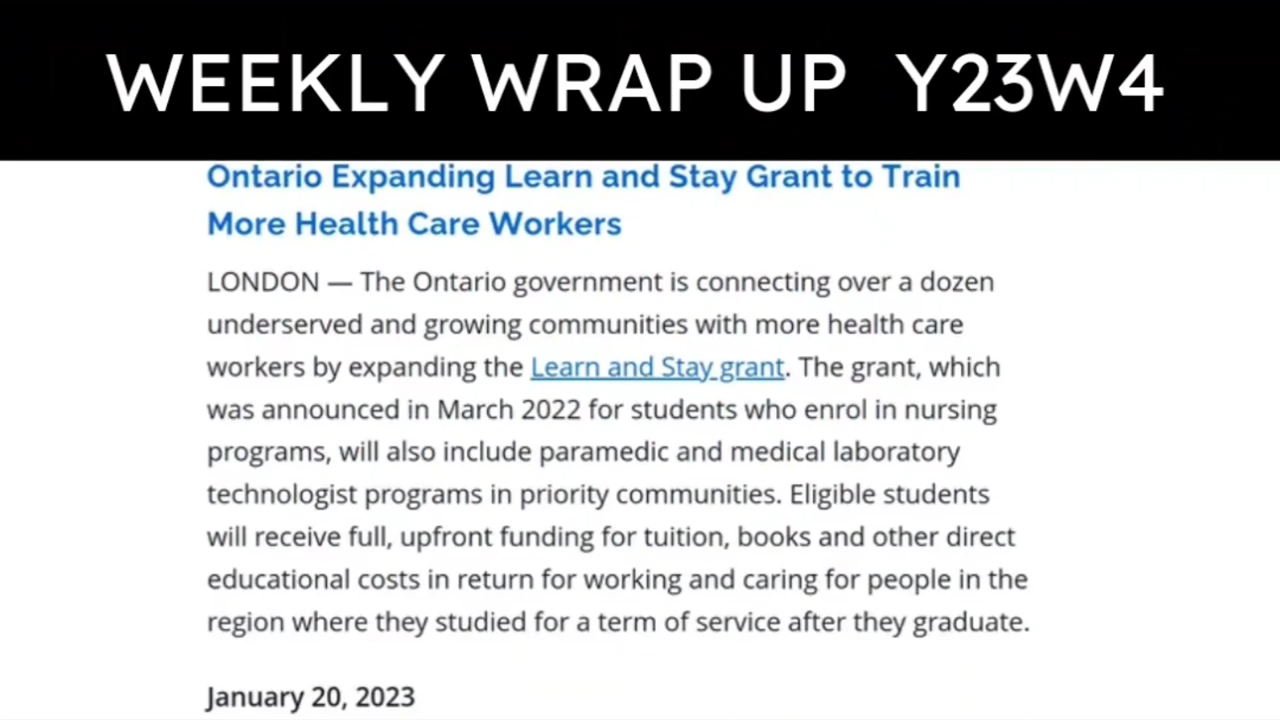 WEEKLY WRAP UP Y23W4
Ontario Expanding Learn and Stay Grant to Train
More Health Care Workers
LONDON — The Ontario government is connecting over a dozen
underserved and growing communities with more health care
workers by expanding the Learn and Stay grant. The grant, which
was announced in March 2022 for students who enrol in nursing
programs, will also include paramedic and medical laboratory
technologist programs in priority communities. Eligible students
will receive full, upfront funding for tuition, books and other direct
educational costs in return for working and caring for people in the
region where they studied for a term of service after they graduate.
January 20, 2023